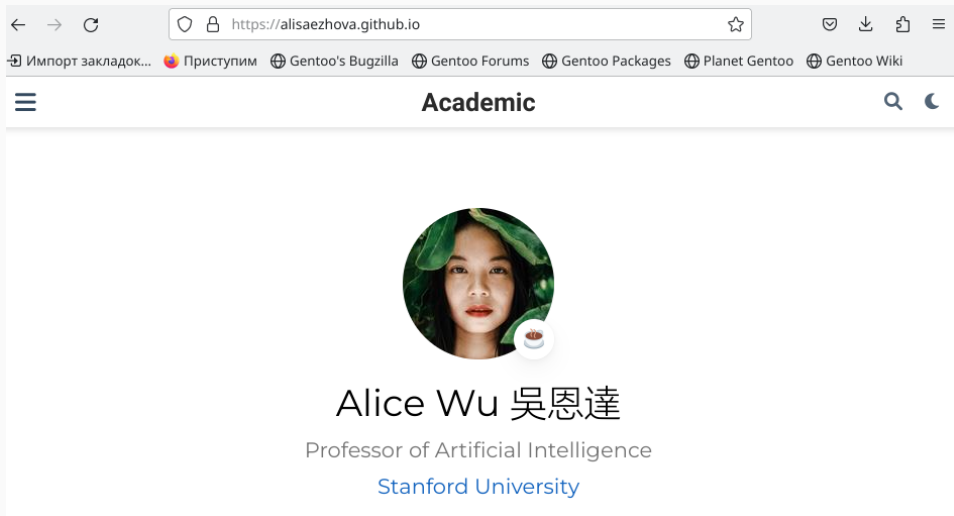 https://alisaezhova.github.io
Импорт закладок... Приступим Gentoo's Bugzilla Gentoo Forums Gentoo Packages Planet Gentoo Gentoo Wiki
Academic
Alice Wu 吳恩達
Professor of Artificial Intelligence
Stanford University